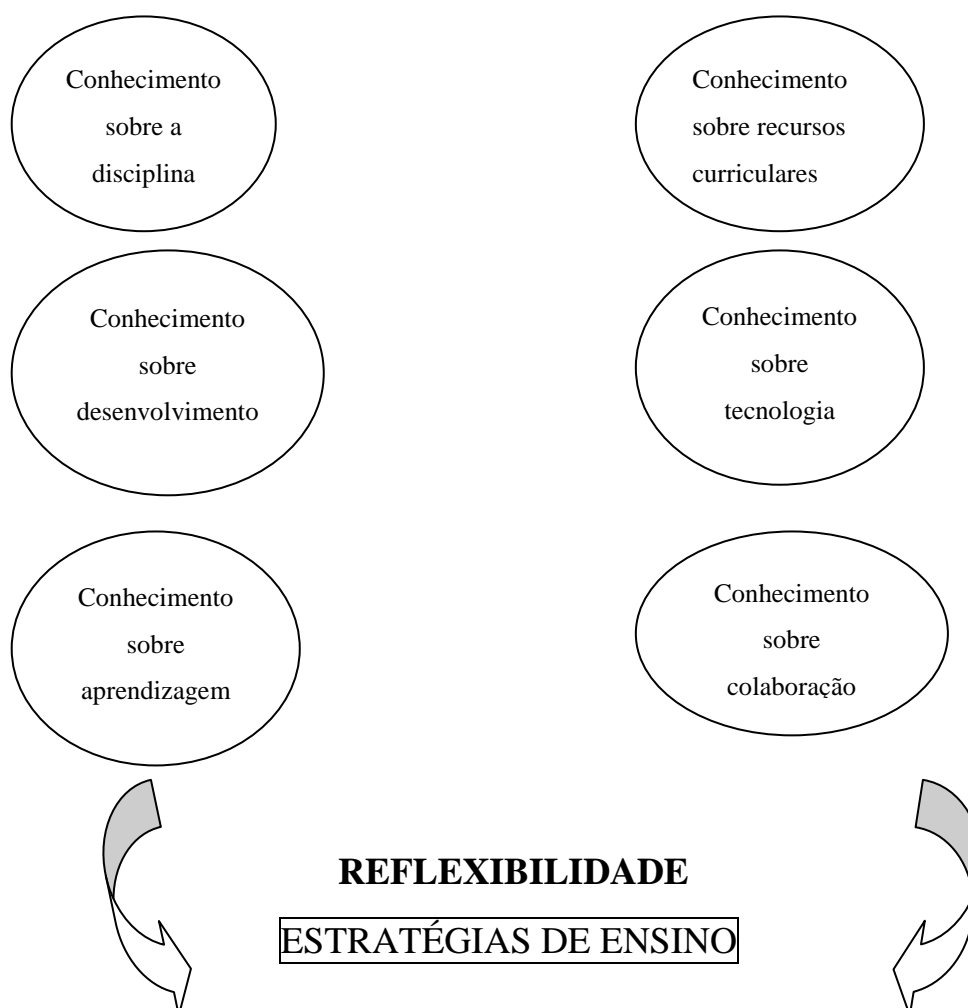 Conhecimento
sobre a
disciplina
Conhecimento
sobre recursos
curriculares
Conhecimento
sobre
desenvolvimento
Conhecimento
sobre
tecnologia
Conhecimento
sobre
aprendizagem
Conhecimento
sobre
colaboração
REFLEXIBILIDADE
ESTRATÉGIAS DE ENSINO